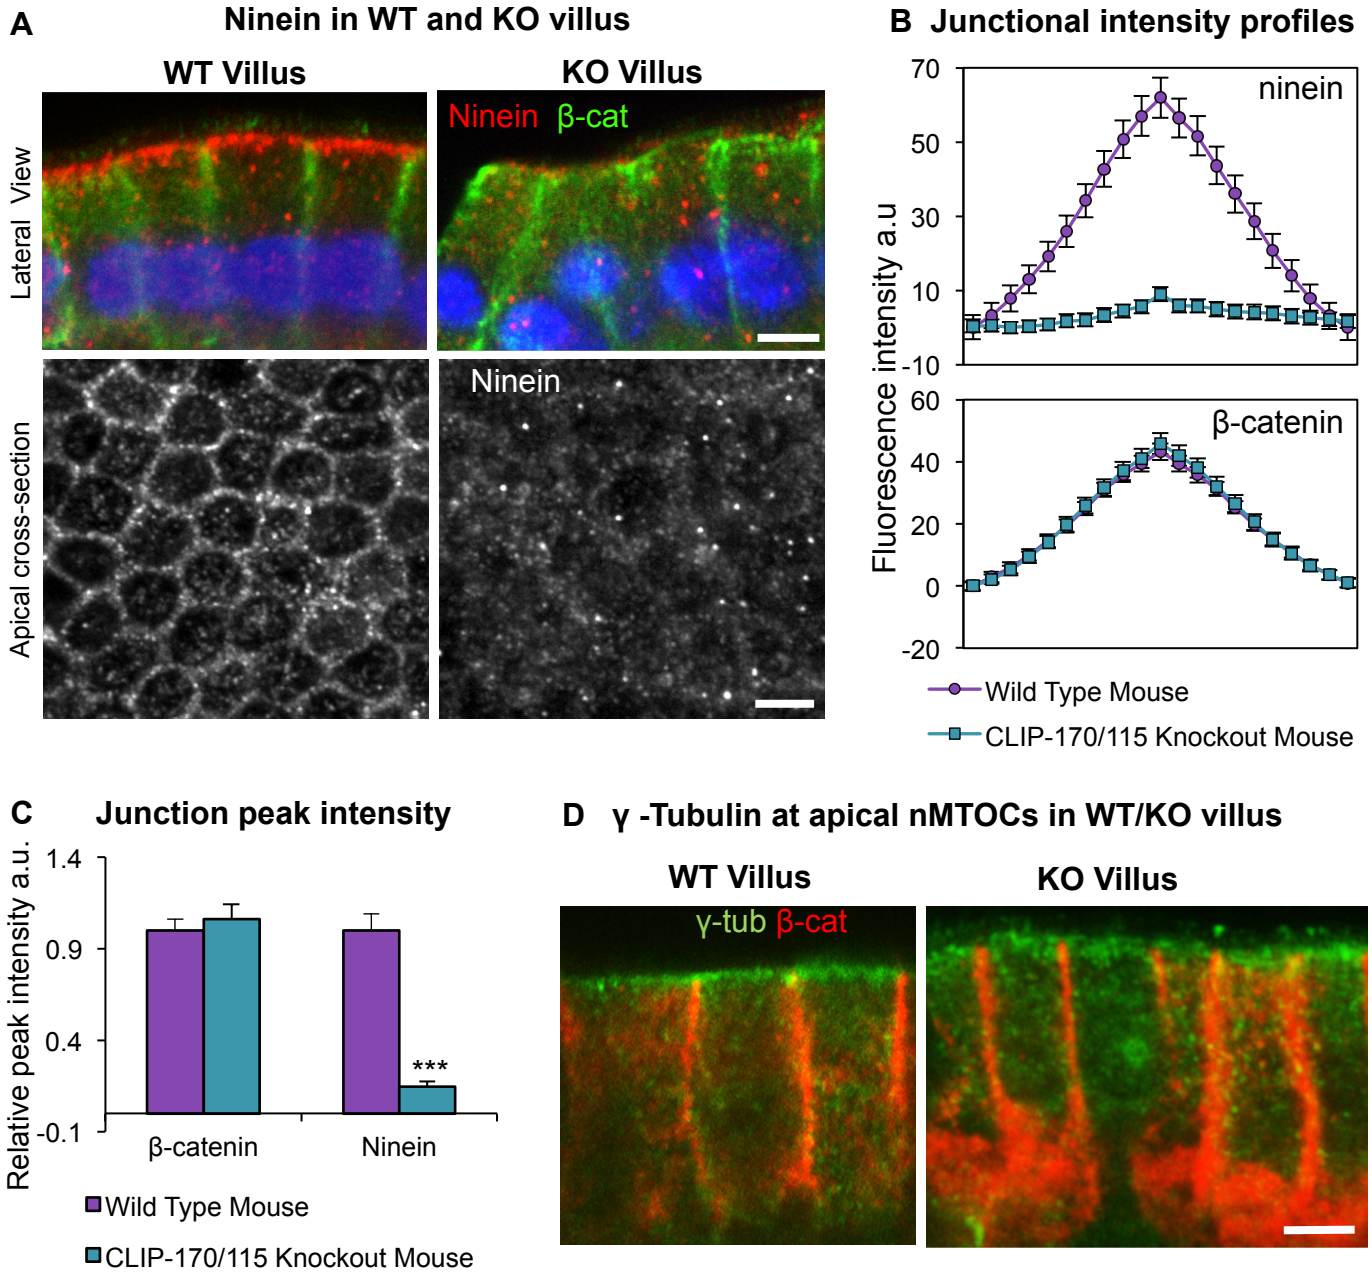 A
Ninein in WT and KO villus
WT Villus
KO Villus
Lateral View
Ninein β-cat
Apical cross-section
Ninein
B Junctional intensity profiles
Fluorescence intensity a.u
70
50
30
10
-10
ninein
60
40
20
0
-20
β-catenin
Wild Type Mouse
CLIP-170/115 Knockout Mouse
C Junction peak intensity
Relative peak intensity a.u.
1.4
0.9
0.4
-0.1
***
β-catenin
Ninein
Wild Type Mouse
CLIP-170/115 Knockout Mouse
D γ -Tubulin at apical nMTOCs in WT/KO villus
WT Villus
KO Villus
γ-tub β-cat